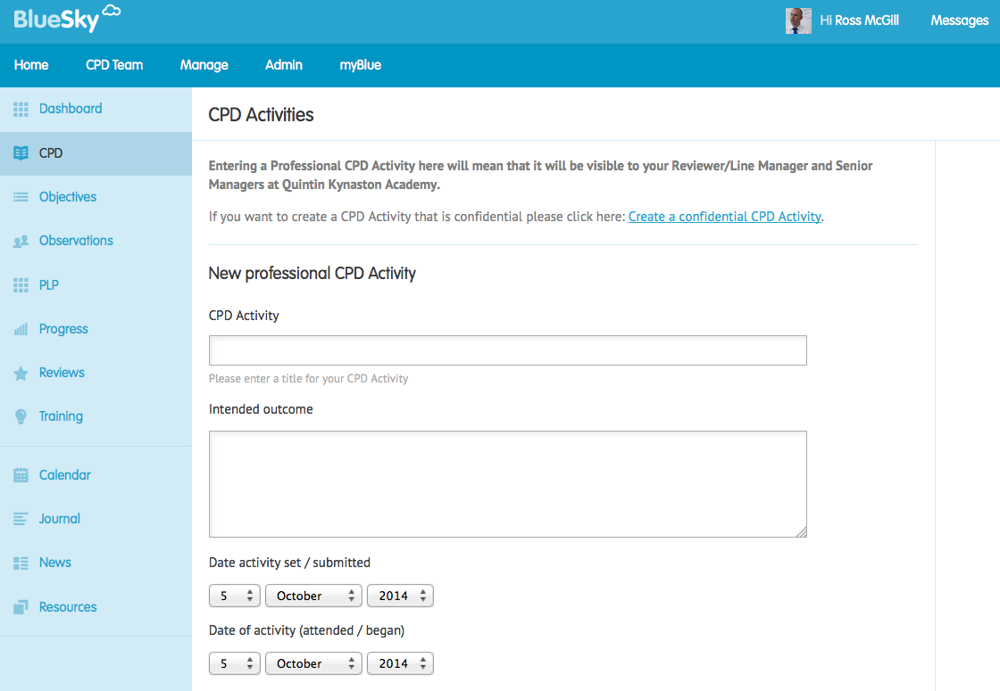 BlueSky
Hi Ross McGill
Messages
Home
CPD Team
Manage
Admin
myBlue
Dashboard
CPD
Objectives
Observations
PLP
Progress
Reviews
Training
Calendar
Journal
News
Resources
CPD Activities
Entering a Professional CPD Activity here will mean that it will be visible to your Reviewer/Line Manager and Senior
Managers at Quintin Kynaston Academy.
If you want to create a CPD Activity that is confidential please click here: Create a confidential CPD Activity.
New professional CPD Activity
CPD Activity
Please enter a title for your CPD Activity
Intended outcome
Date activity set / submitted
5 October 2014
Date of activity (attended / began)
5 October 2014